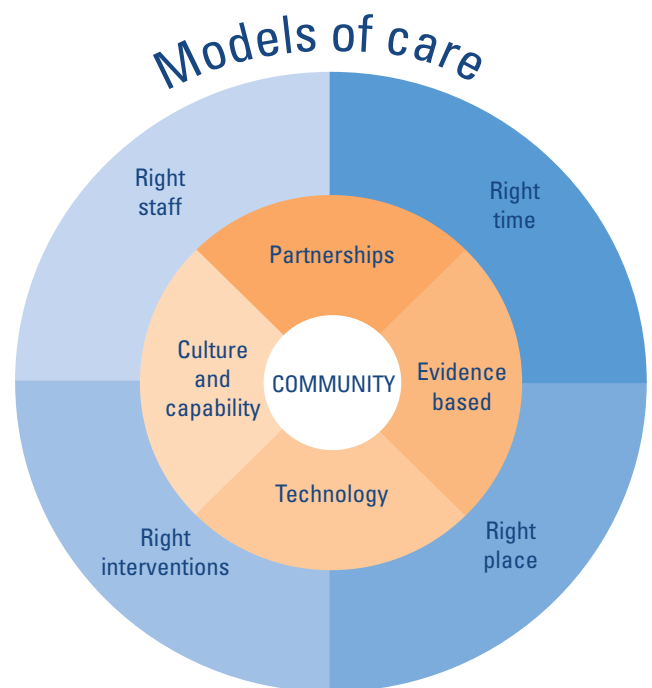 Models of care
Right
staff
Right
time
Partnerships
Culture
and
capability
COMMUNITY
Evidence
based
Technology
Right
interventions
Right
place